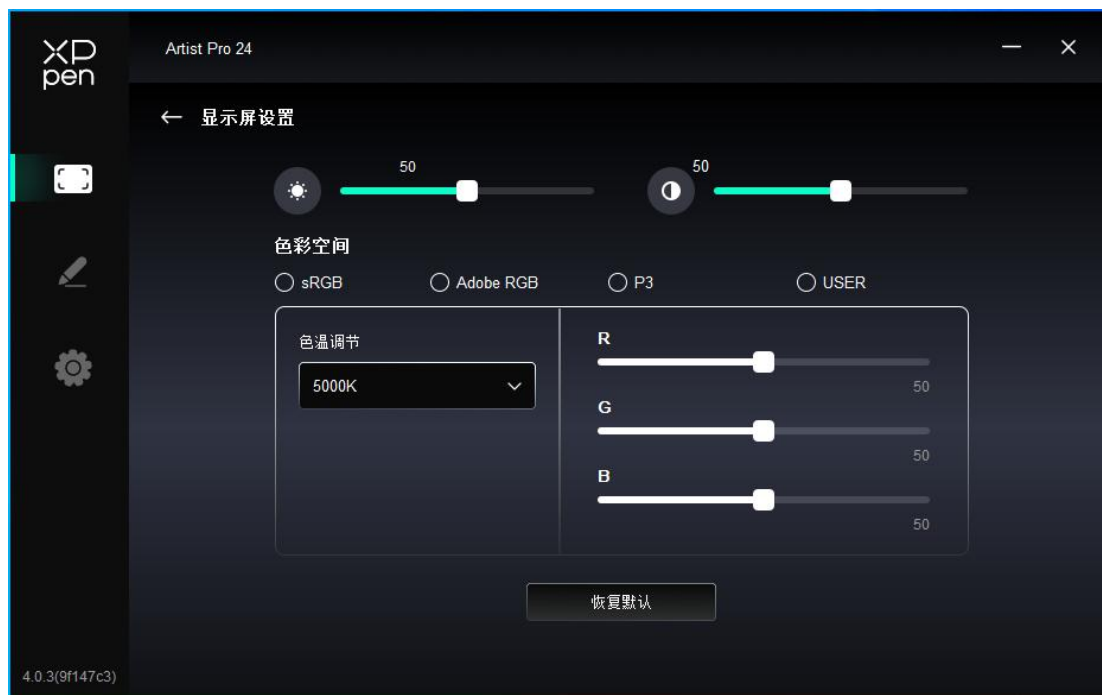 XP
pen
Artist Pro 24
显示屏设置
50
50
色彩空间
sRGB
Adobe RGB
P3
USER
色温调节
5000K
R
50
G
50
B
50
恢复默认
4.0.3(9f147c3)